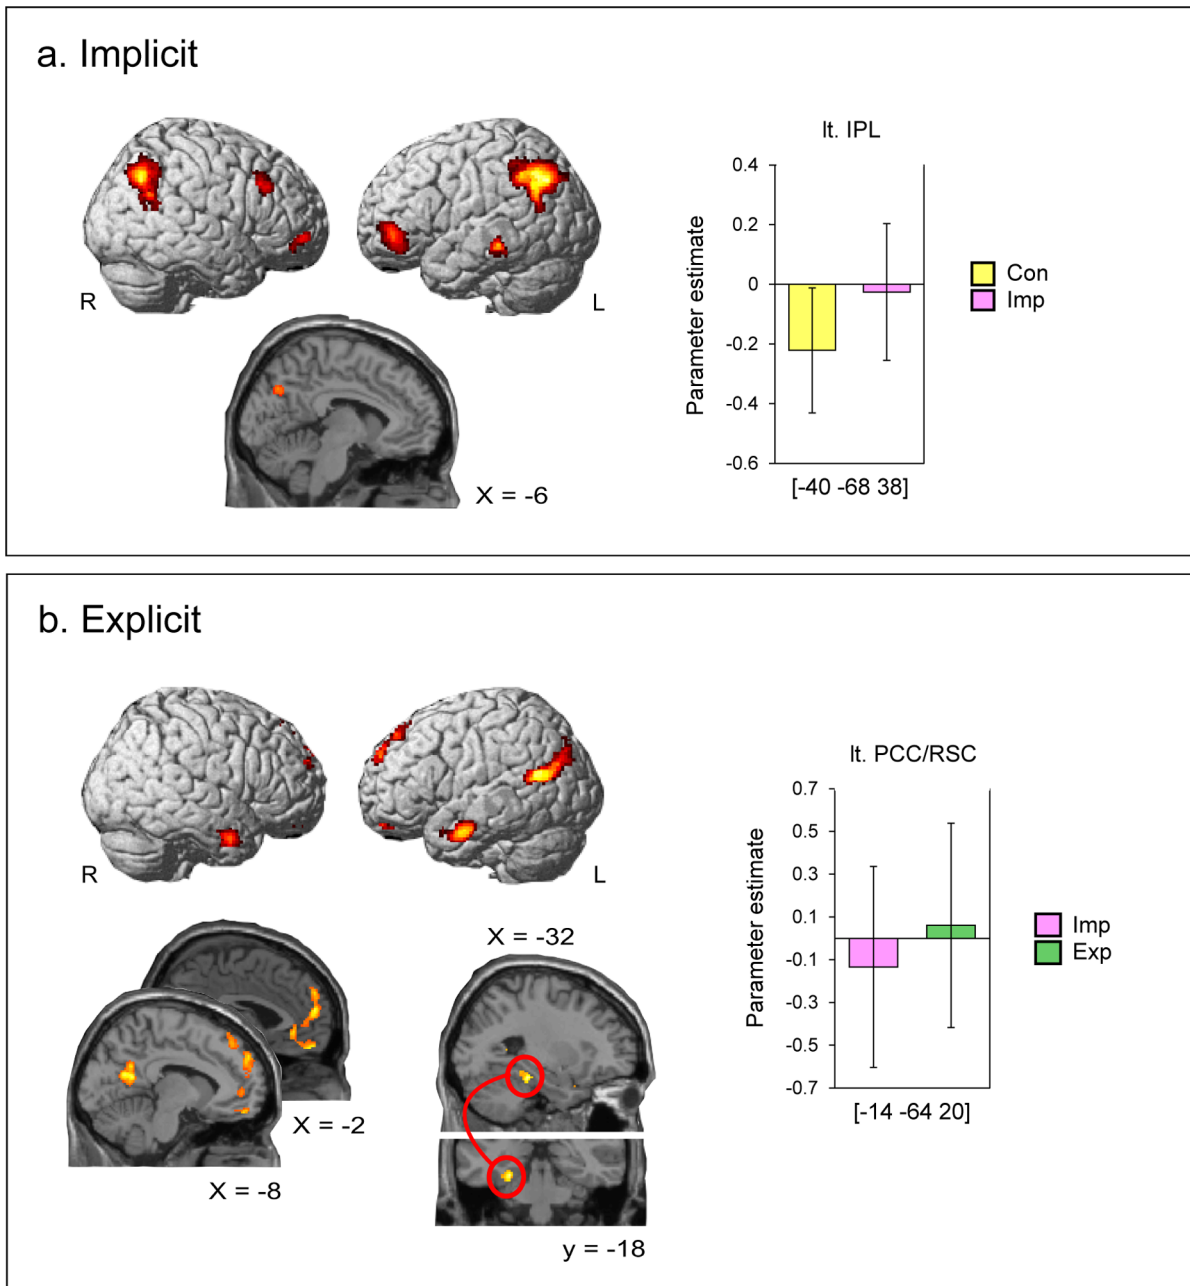 a. Implicit
R
L
X = -6
lt. IPL
Parameter estimate
0.4
0.2
0
-0.2
-0.4
-0.6
[-40 -68 38]
Con
Imp
b. Explicit
R
L
X = -2
X = -8
X = -32
y = -18
lt. PCC/RSC
Parameter estimate
0.7
0.5
0.3
0.1
-0.1
-0.3
-0.5
-0.7
[-14 -64 20]
Imp
Exp